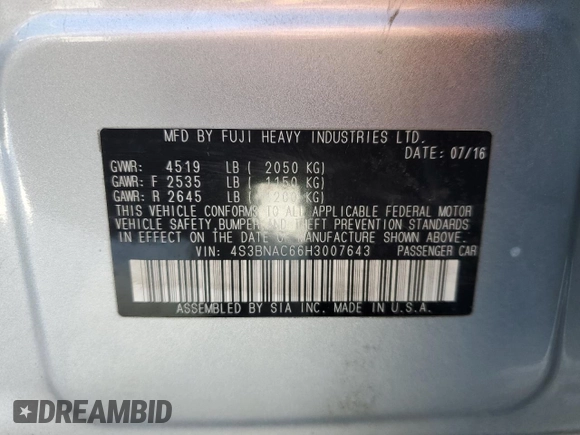 MFD BY FUJI HEAVY INDUSTRIES LTD.
DATE: 07/16
GVWR: 4519 LB ( 2050 KG)
GAWR: F 2535 LB ( 1150 KG)
GAWR: R 2645 LB ( 1200 KG)
THIS VEHICLE CONFORMS TO ALL APPLICABLE FEDERAL MOTOR
VEHICLE SAFETY, BUMPER AND THEFT PREVENTION STANDARDS
IN EFFECT ON THE DATE OF MANUFACTURE SHOWN ABOVE.
VIN: 4S3BNAC66H3007643 PASSENGER CAR
ASSEMBLED BY SIA INC. MADE IN U.S.A.
DREAMBID